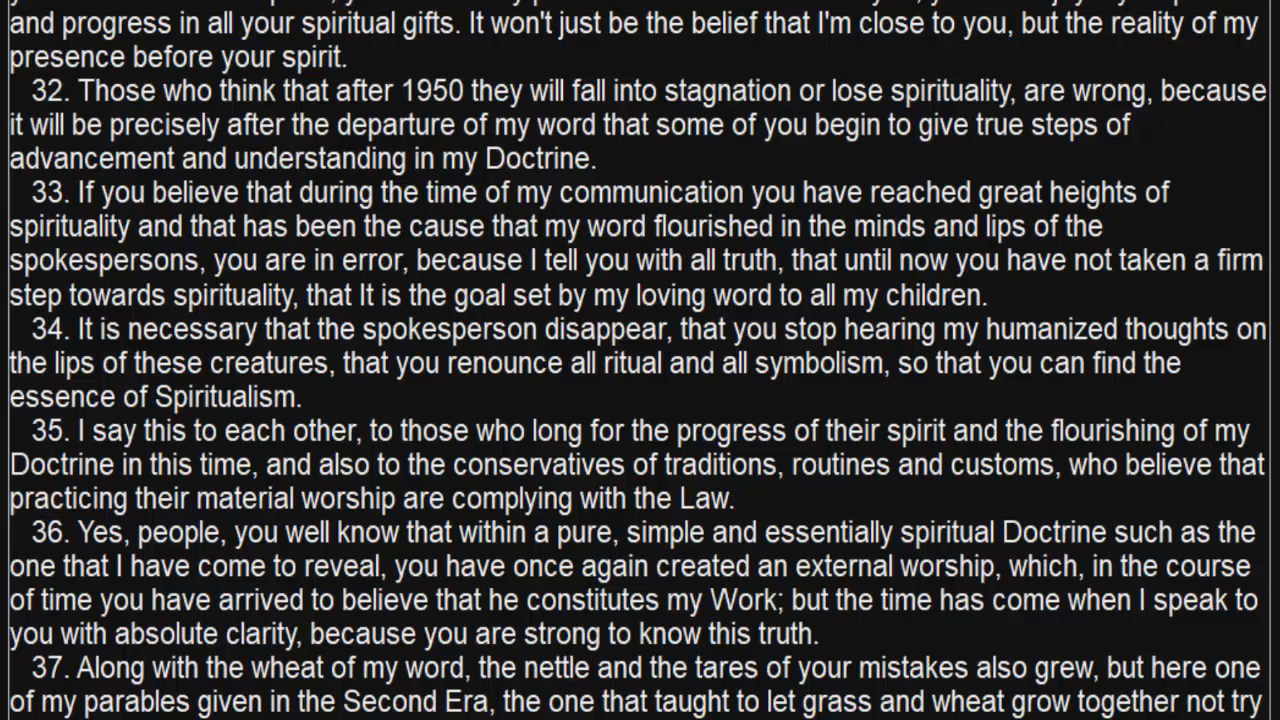 and progress in all your spiritual gifts. It won't just be the belief that I'm close to you, but the reality of my
presence before your spirit.
32. Those who think that after 1950 they will fall into stagnation or lose spirituality, are wrong, because
it will be precisely after the departure of my word that some of you begin to give true steps of
advancement and understanding in my Doctrine.
33. If you believe that during the time of my communication you have reached great heights of
spirituality and that has been the cause that my word flourished in the minds and lips of the
spokespersons, you are in error, because I tell you with all truth, that until now you have not taken a firm
step towards spirituality, that It is the goal set by my loving word to all my children.
34. It is necessary that the spokesperson disappear, that you stop hearing my humanized thoughts on
the lips of these creatures, that you renounce all ritual and all symbolism, so that you can find the
essence of Spiritualism.
35. I say this to each other, to those who long for the progress of their spirit and the flourishing of my
Doctrine in this time, and also to the conservatives of traditions, routines and customs, who believe that
practicing their material worship are complying with the Law.
36. Yes, people, you well know that within a pure, simple and essentially spiritual Doctrine such as the
one that I have come to reveal, you have once again created an external worship, which, in the course
of time you have arrived to believe that he constitutes my Work; but the time has come when I speak to
you with absolute clarity, because you are strong to know this truth.
37. Along with the wheat of my word, the nettle and the tares of your mistakes also grew, but here one
of my parables given in the Second Era, the one that taught to let grass and wheat grow together not try